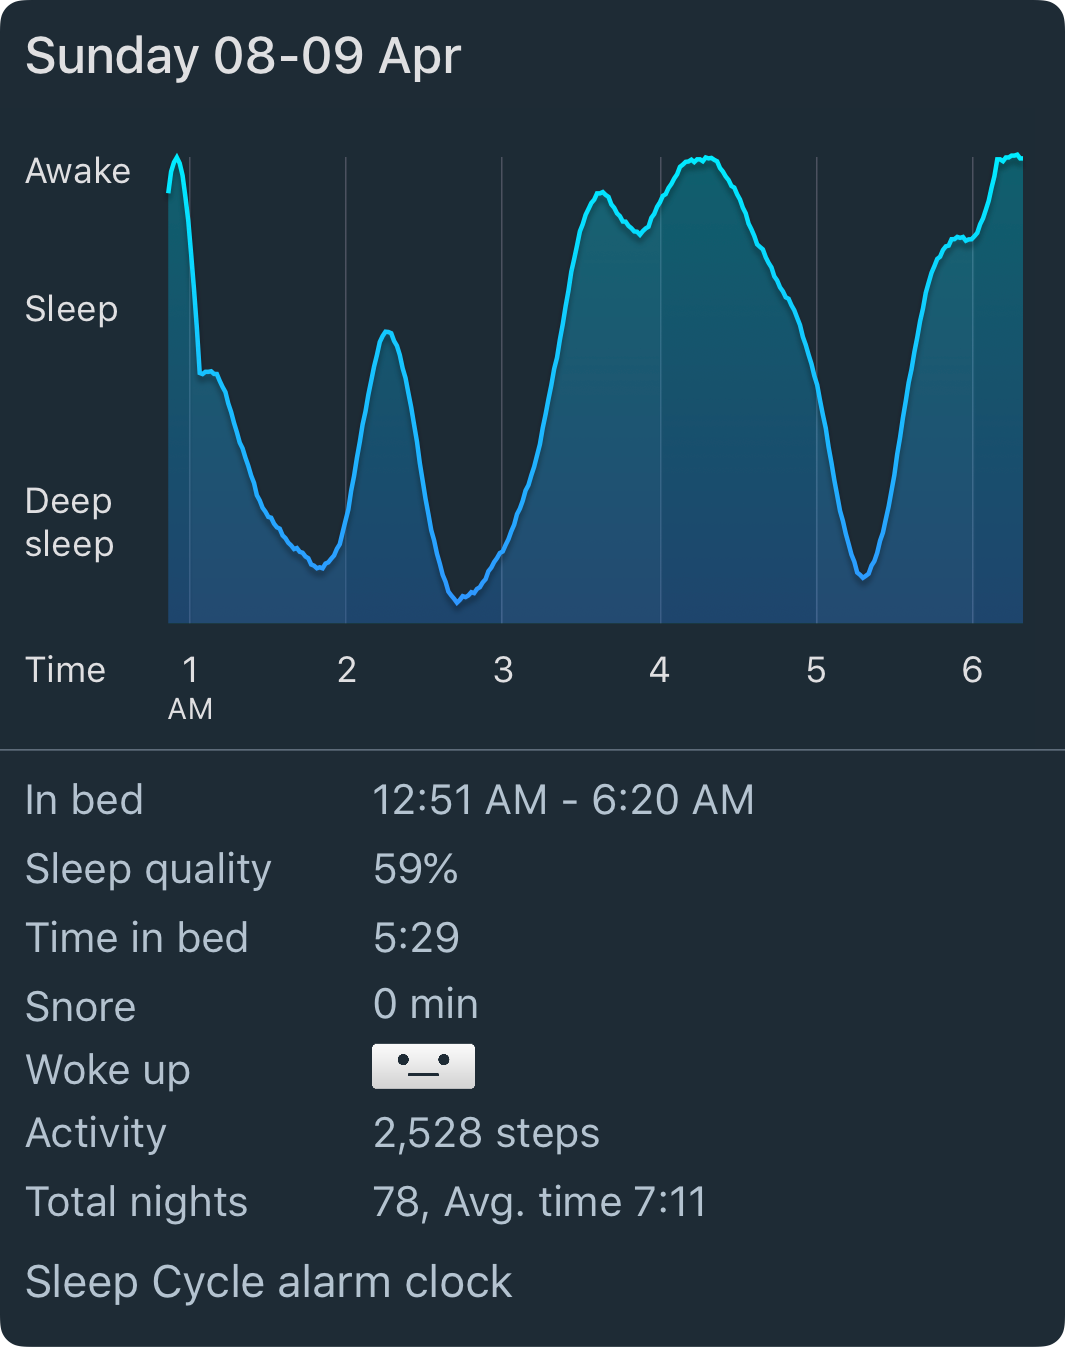 Sunday 08-09 Apr
Awake
Sleep
Deep
sleep
Time 1 2 3 4 5 6
AM
In bed 12:51 AM - 6:20 AM
Sleep quality 59%
Time in bed 5:29
Snore 0 min
Woke up
Activity 2,528 steps
Total nights 78, Avg. time 7:11
Sleep Cycle alarm clock